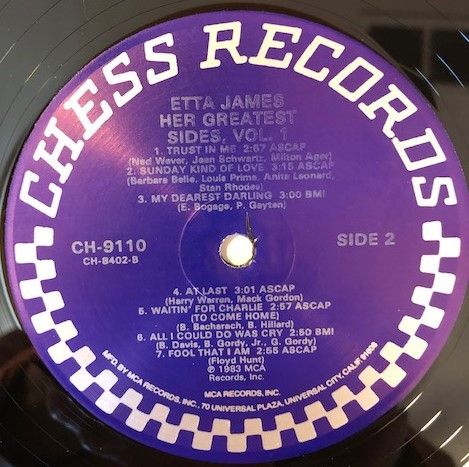 CHESS RECORDS
ETTA JAMES
HER GREATEST
SIDES, VOL. 1
1. TRUST IN ME 2:57 ASCAP
(Ned Wever, Jean Schwartz, Milton Ager)
2. SUNDAY KIND OF LOVE 3:15 ASCAP
(Barbara Belle, Louis Prima, Anita Leonard,
Stan Rhodes)
3. MY DEAREST DARLING 3:00 BMI
(E. Bogage, P. Gayten)
CH-9110
CH-8402-B
SIDE 2
4. AT LAST 3:01 ASCAP
(Harry Warren, Mack Gordon)
5. WAITIN' FOR CHARLIE 2:57 ASCAP
(TO COME HOME)
(B. Bacharach, B. Hilliard)
6. ALL I COULD DO WAS CRY 2:50 BMI
(B. Davis, B. Gordy, Jr., G. Gordy)
7. FOOL THAT I AM 2:55 ASCAP
(Floyd Hunt)
℗ 1983 MCA
Records, Inc.
MCA RECORDS, INC.
MFD. BY MCA RECORDS, INC., 70 UNIVERSAL PLAZA, UNIVERSAL CITY, CALIF. 91608